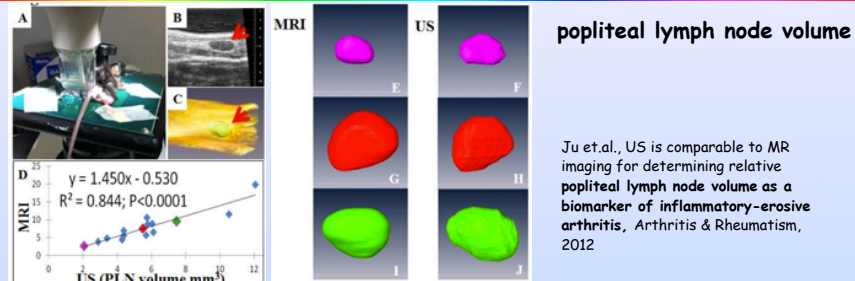 popliteal lymph node volume
A
B
C
MRI
US
E
F
G
H
I
J
D
y = 1.450x - 0.530
R² = 0.844; P<0.0001
MRI
25
20
15
10
5
0
0
2
4
6
8
10
12
US (PLN volume mm³)
Ju et.al., US is comparable to MR
imaging for determining relative
popliteal lymph node volume as a
biomarker of inflammatory-erosive
arthritis, Arthritis & Rheumatism,
2012